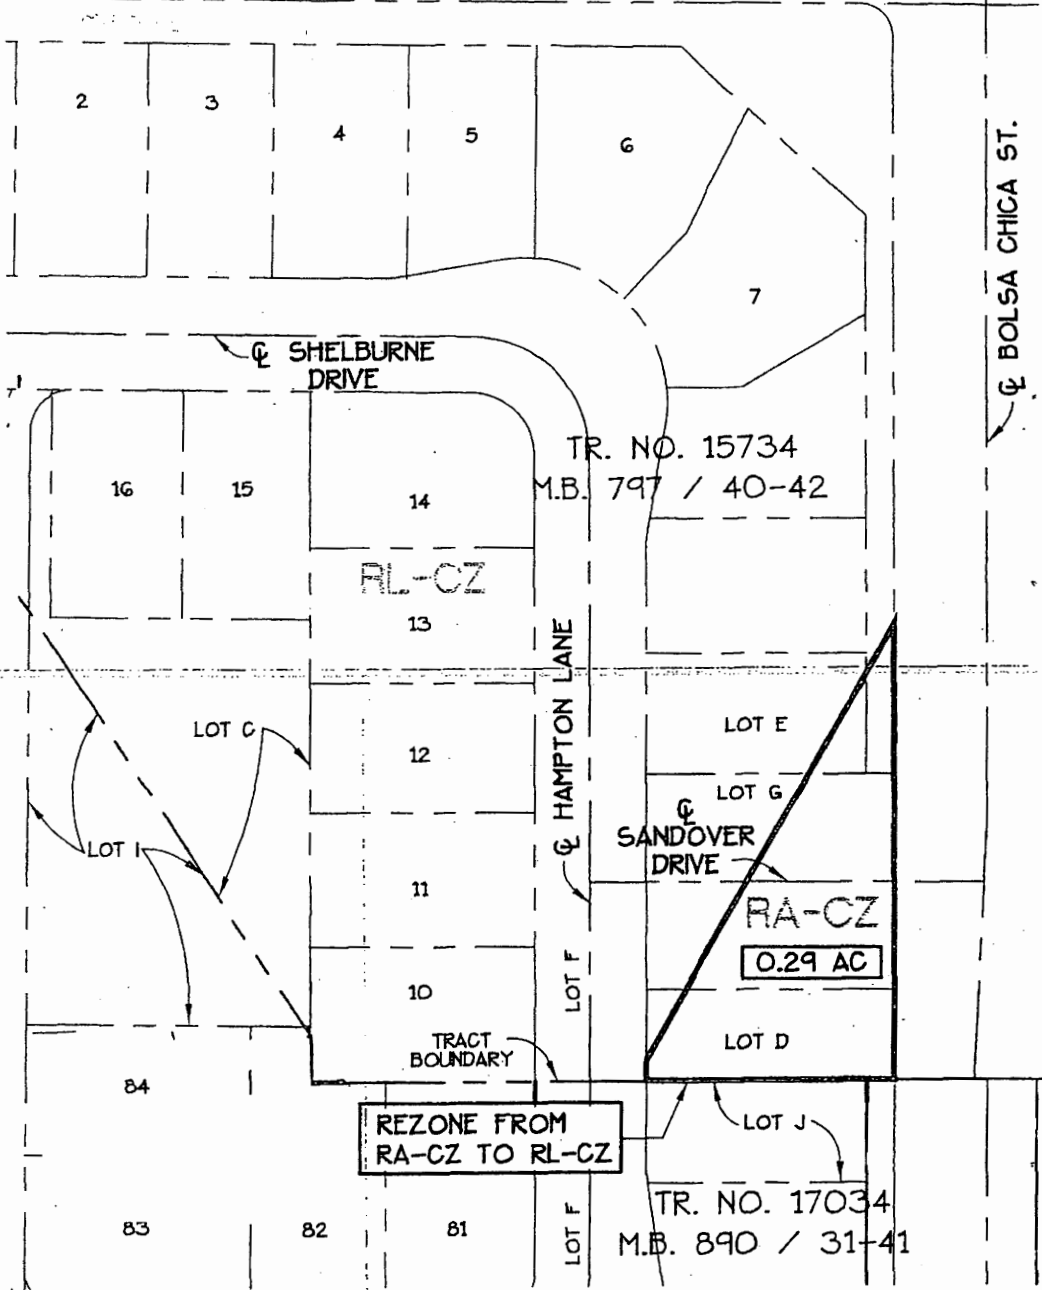 2
3
4
5
6
7
℄ BOLSA CHICA ST.
℄ SHELBURNE
DRIVE
TR. NO. 15734
M.B. 797 / 40-42
16
15
14
RL-CZ
13
℄ HAMPTON LANE
LOT C
12
LOT E
LOT G
℄
SANDOVER
DRIVE
LOT I
11
RA-CZ
0.29 AC
10
LOT F
TRACT
BOUNDARY
LOT D
84
REZONE FROM
RA-CZ TO RL-CZ
LOT J
83
82
81
LOT F
TR. NO. 17034
M.B. 890 / 31-41